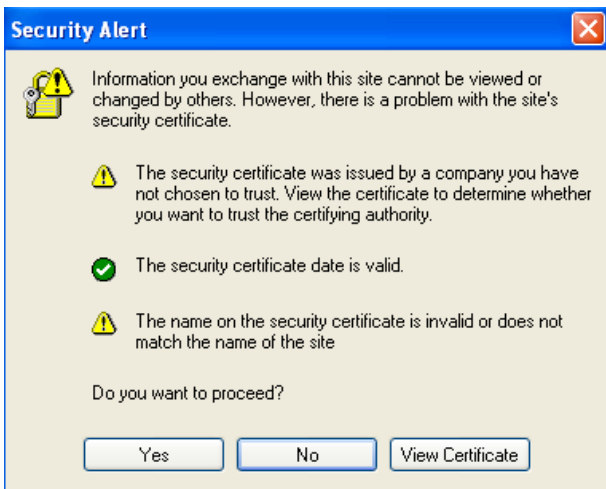 Security Alert
Information you exchange with this site cannot be viewed or
changed by others. However, there is a problem with the site's
security certificate.
The security certificate was issued by a company you have
not chosen to trust. View the certificate to determine whether
you want to trust the certifying authority.
The security certificate date is valid.
The name on the security certificate is invalid or does not
match the name of the site
Do you want to proceed?
Yes No View Certificate